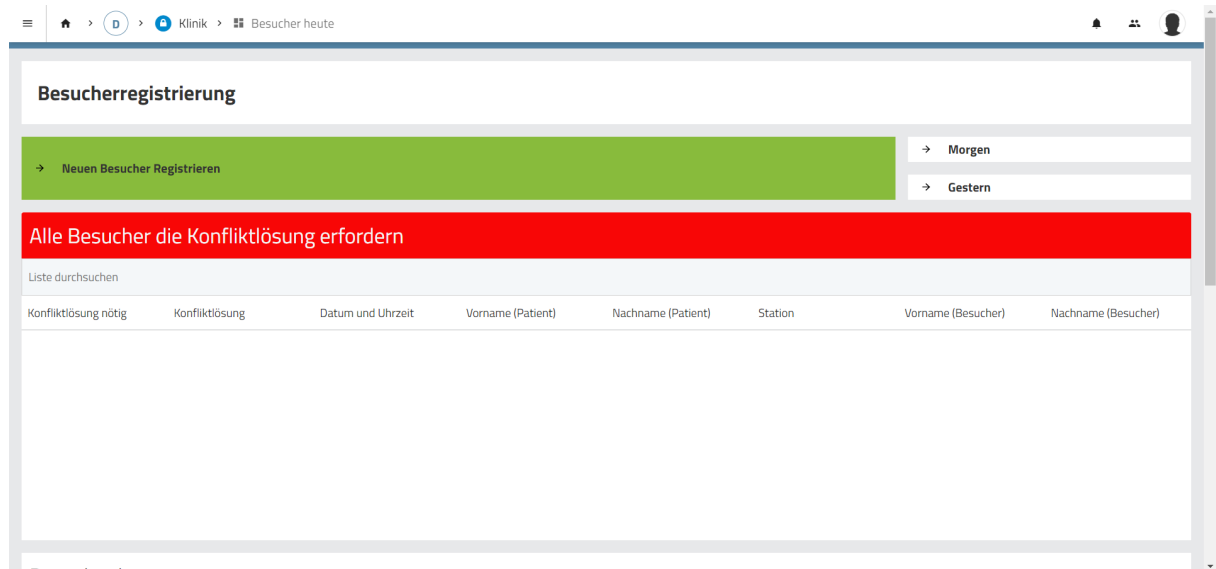 D Klinik Besucher heute
Besucherregistrierung
Neuen Besucher Registrieren
Morgen
Gestern
Alle Besucher die Konfliktlösung erfordern
Liste durchsuchen
Konfliktlösung nötig Konfliktlösung Datum und Uhrzeit Vorname (Patient) Nachname (Patient) Station Vorname (Besucher) Nachname (Besucher)